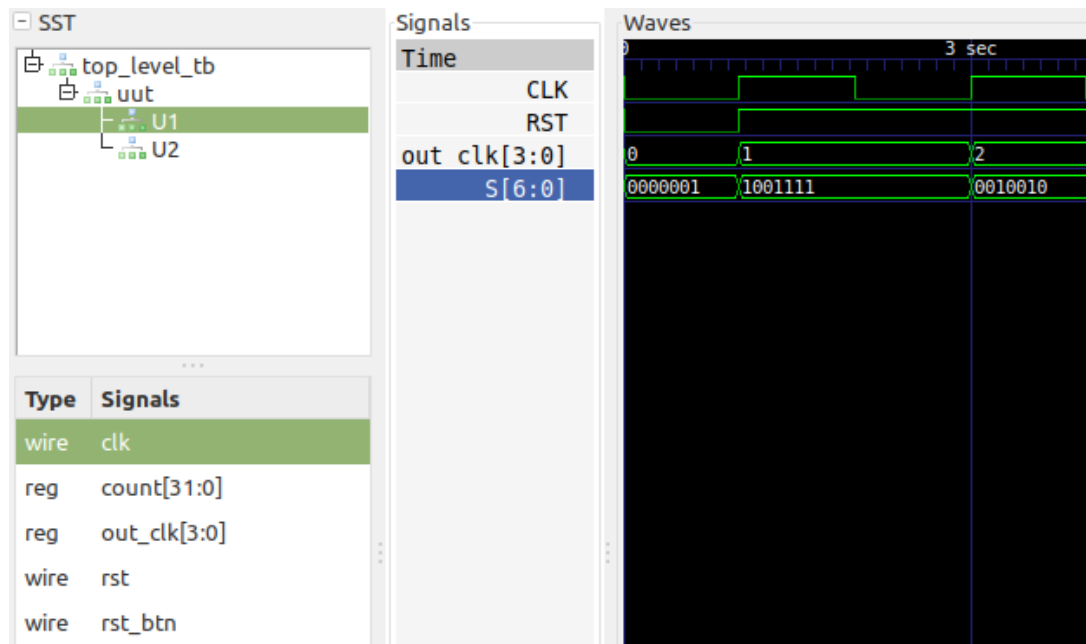 SST
top_level_tb
uut
U1
U2
Type Signals
wire clk
reg count[31:0]
reg out_clk[3:0]
wire rst
wire rst_btn
Signals
Time
CLK
RST
out clk[3:0]
S[6:0]
Waves
0 3 sec
0 1 2
0000001 1001111 0010010